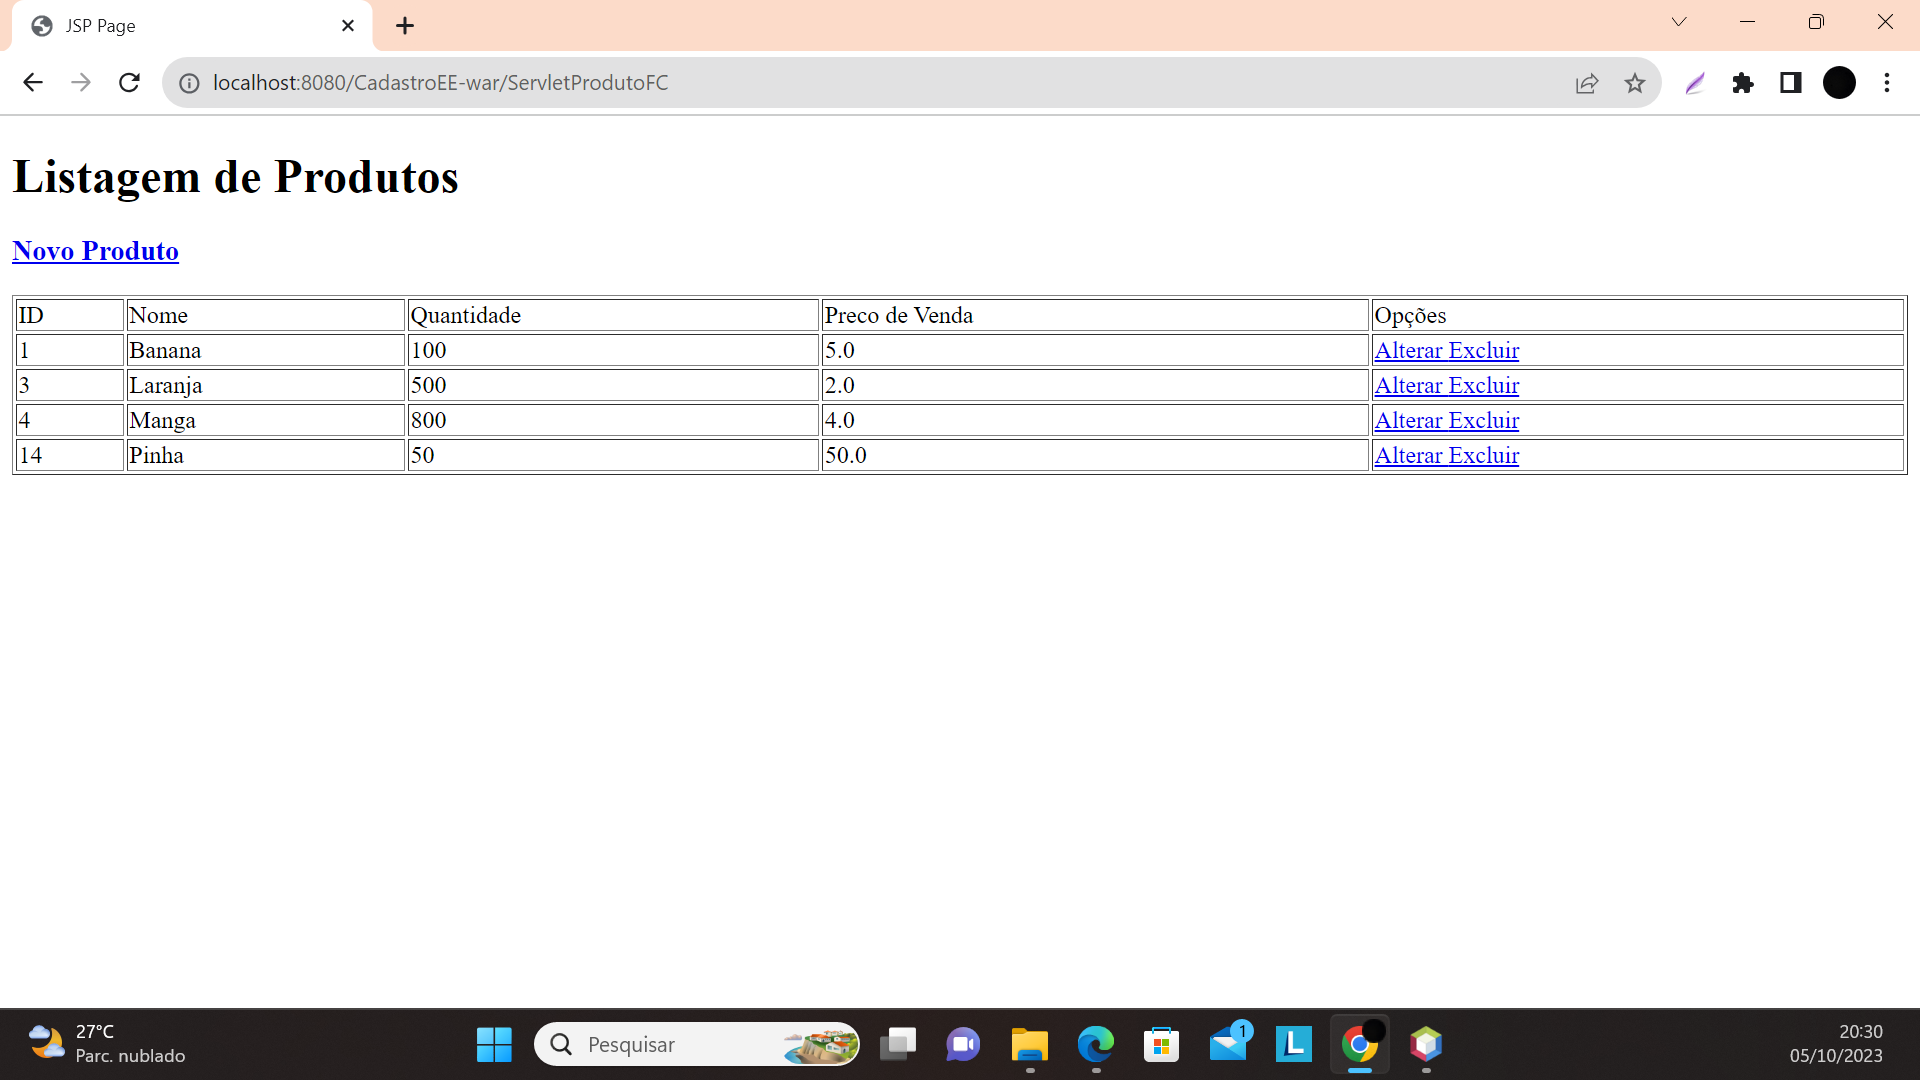 JSP Page
localhost:8080/CadastroEE-war/ServletProdutoFC
Listagem de Produtos
Novo Produto
ID Nome Quantidade Preco de Venda Opções
1 Banana 100 5.0 Alterar Excluir
3 Laranja 500 2.0 Alterar Excluir
4 Manga 800 4.0 Alterar Excluir
14 Pinha 50 50.0 Alterar Excluir
27°C
Parc. nublado
Pesquisar
1
L
20:30
05/10/2023